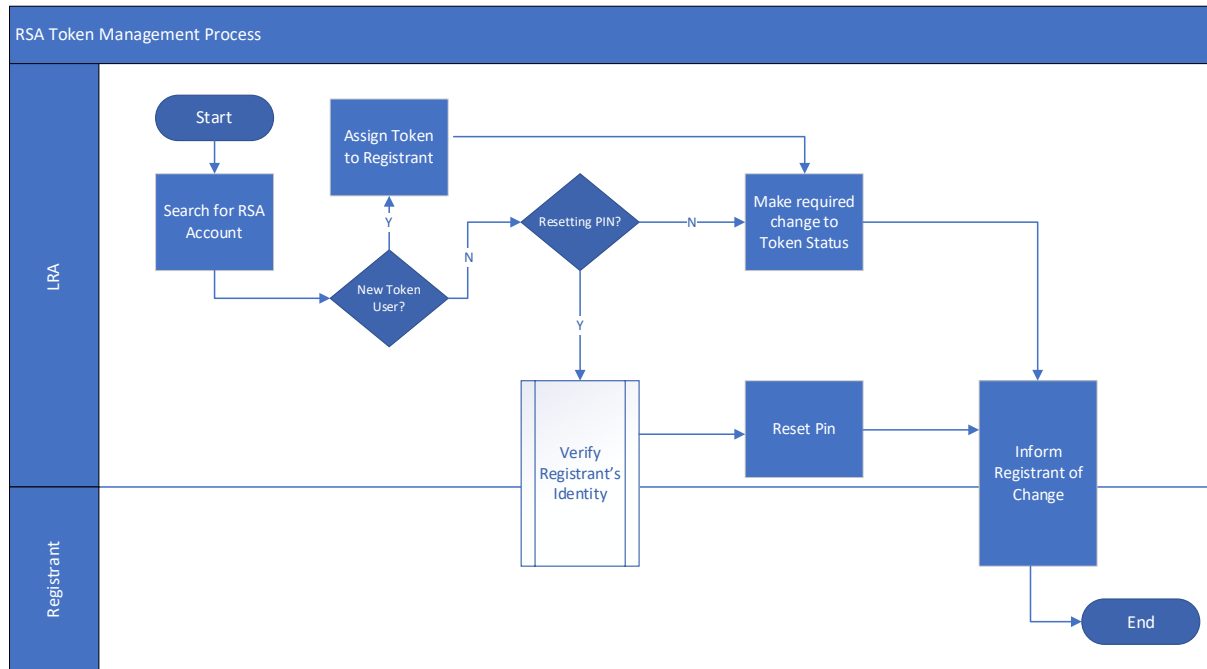 RSA Token Management Process
LRA
Start
Search for RSA
Account
Assign Token
to Registrant
Y
New Token
User?
N
Resetting PIN?
N
Make required
change to
Token Status
Y
Verify
Registrant's
Identity
Reset Pin
Inform
Registrant of
Change
Registrant
End